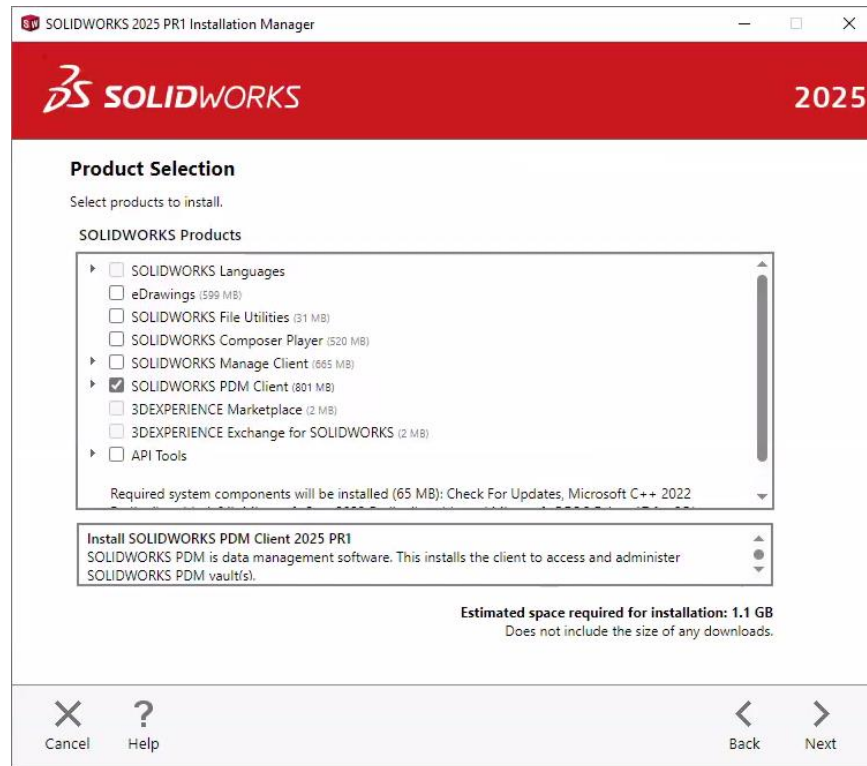 SOLIDWORKS 2025 PR1 Installation Manager
SOLIDWORKS
2025
Product Selection
Select products to install.
SOLIDWORKS Products
SOLIDWORKS Languages
eDrawings (599 MB)
SOLIDWORKS File Utilities (31 MB)
SOLIDWORKS Composer Player (520 MB)
SOLIDWORKS Manage Client (665 MB)
SOLIDWORKS PDM Client (801 MB)
3DEXPERIENCE Marketplace (2 MB)
3DEXPERIENCE Exchange for SOLIDWORKS (2 MB)
API Tools
Required system components will be installed (65 MB): Check For Updates, Microsoft C++ 2022
Install SOLIDWORKS PDM Client 2025 PR1
SOLIDWORKS PDM is data management software. This installs the client to access and administer
SOLIDWORKS PDM vault(s).
Estimated space required for installation: 1.1 GB
Does not include the size of any downloads.
Cancel
Help
Back
Next